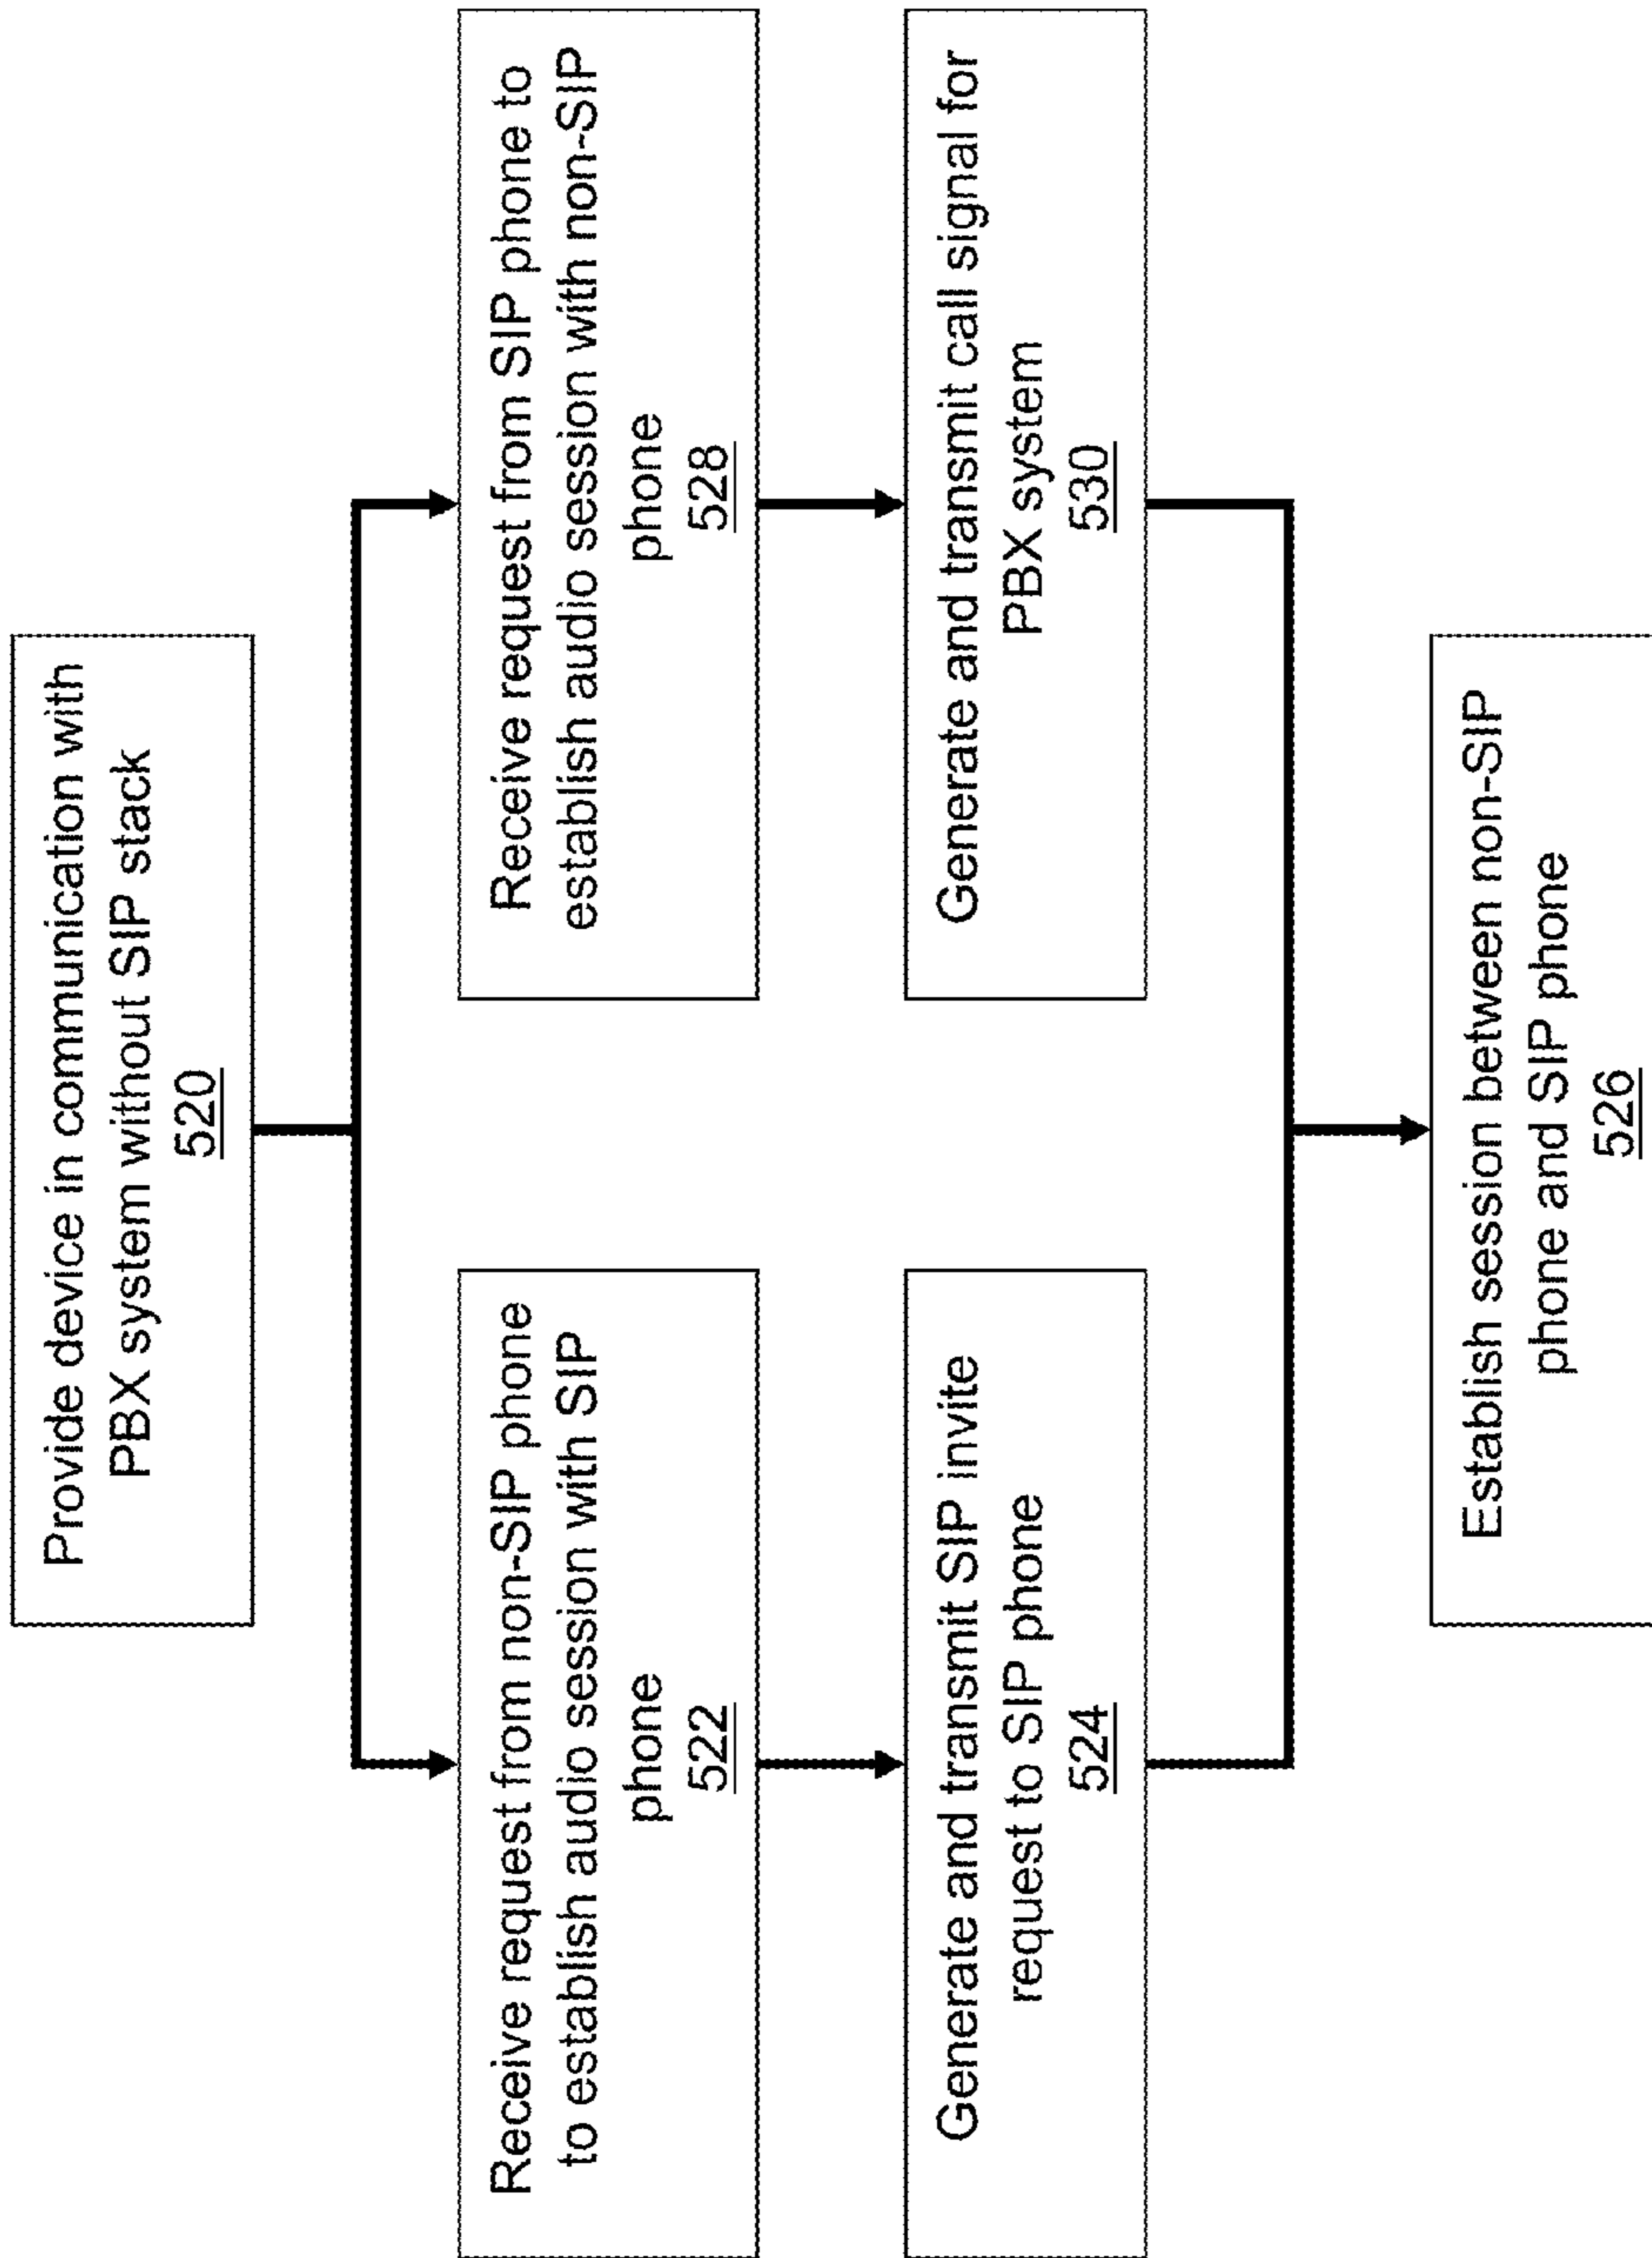 Provide device in communication with
PBX system without SIP stack
520
Receive request from non-SIP phone
to establish audio session with SIP
phone
522
Generate and transmit SIP invite
request to SIP phone
524
Receive request from SIP phone to
establish audio session with non-SIP
phone
528
Generate and transmit call signal for
PBX system
530
Establish session between non-SIP
phone and SIP phone
526